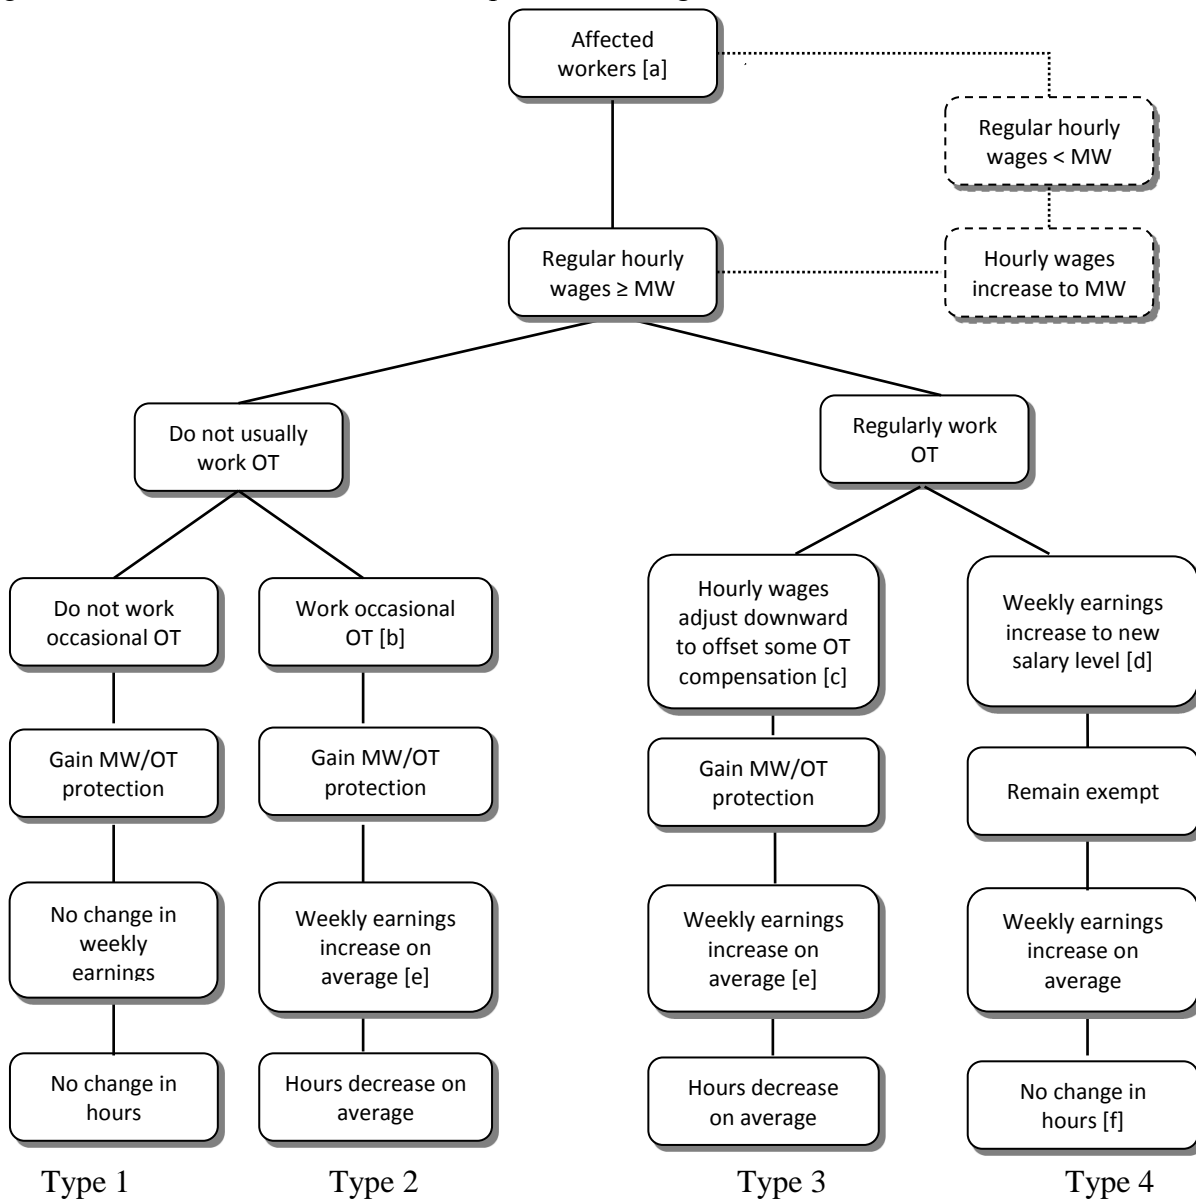 Affected
workers [a]
Regular hourly
wages < MW
Regular hourly
wages ≥ MW
Hourly wages
increase to MW
Do not usually
work OT
Regularly work
OT
Do not work
occasional OT
Work occasional
OT [b]
Hourly wages
adjust downward
to offset some OT
compensation [c]
Weekly earnings
increase to new
salary level [d]
Gain MW/OT
protection
Gain MW/OT
protection
Gain MW/OT
protection
Remain exempt
No change in
weekly
earnings
Weekly earnings
increase on
average [e]
Weekly earnings
increase on
average [e]
Weekly earnings
increase on
average
No change in
hours
Hours decrease on
average
Hours decrease
on average
No change in
hours [f]
Type 1
Type 2
Type 3
Type 4